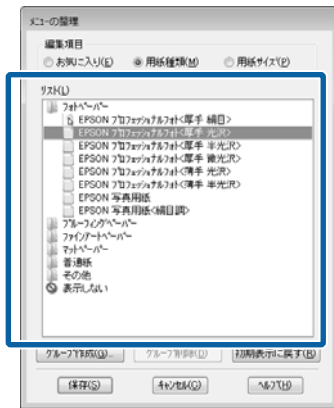 メニューの整理
編集項目
お気に入り(E) 用紙種類(M) 用紙サイズ(P)
リスト(L)
フォトペーパー
EPSON プロフェッショナルフォト<厚手 絹目>
EPSON プロフェッショナルフォト<厚手 光沢>
EPSON プロフェッショナルフォト<厚手 半光沢>
EPSON プロフェッショナルフォト<厚手 微光沢>
EPSON プロフェッショナルフォト<薄手 光沢>
EPSON プロフェッショナルフォト<薄手 半光沢>
EPSON 写真用紙
EPSON 写真用紙<絹目調>
プルーフィングペーパー
ファインアートペーパー
マットペーパー
普通紙
その他
表示しない
グループ作成(G)... グループ削除(D) 初期表示に戻す(R)
保存(S) キャンセル(C) ヘルプ(H)